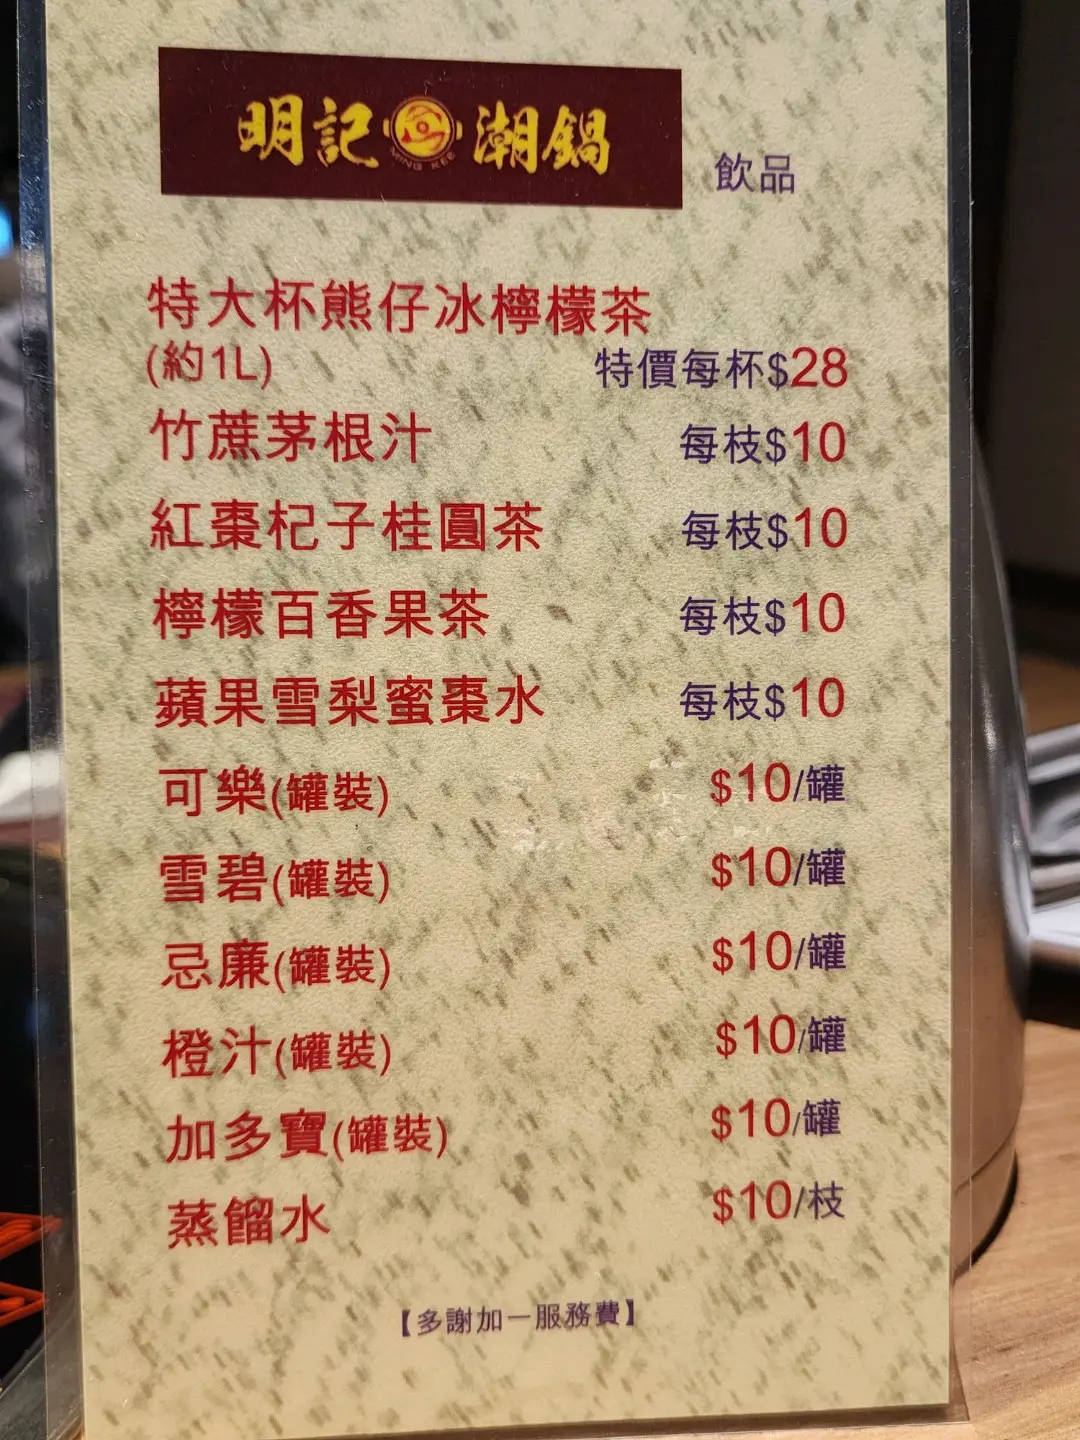 明記 MING KEE 潮鍋
飲品
特大杯熊仔冰檸檬茶
(約1L) 特價每杯$28
竹蔗茅根汁 每枝$10
紅棗杞子桂圓茶 每枝$10
檸檬百香果茶 每枝$10
蘋果雪梨蜜棗水 每枝$10
可樂(罐裝) $10/罐
雪碧(罐裝) $10/罐
忌廉(罐裝) $10/罐
橙汁(罐裝) $10/罐
加多寶(罐裝) $10/罐
蒸餾水 $10/枝
【多謝加一服務費】